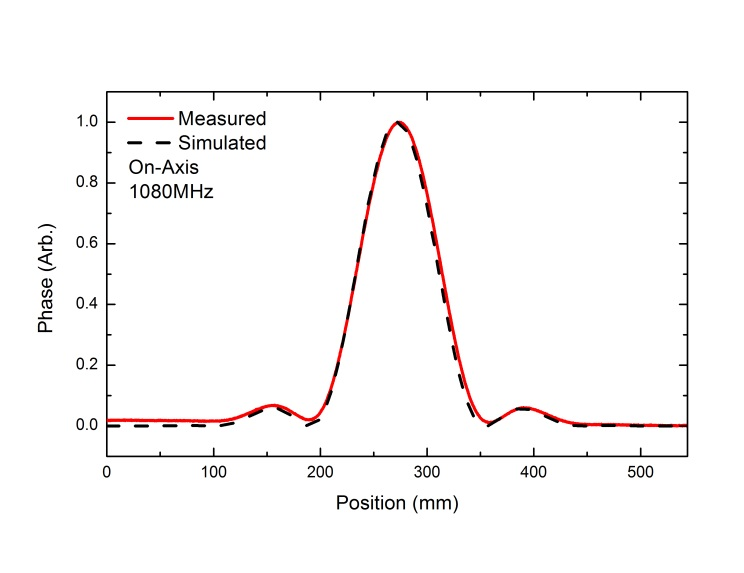 Measured
Simulated
On-Axis
1080MHz
1.0
0.8
0.6
0.4
0.2
0.0
Phase (Arb.)
0 100 200 300 400 500
Position (mm)